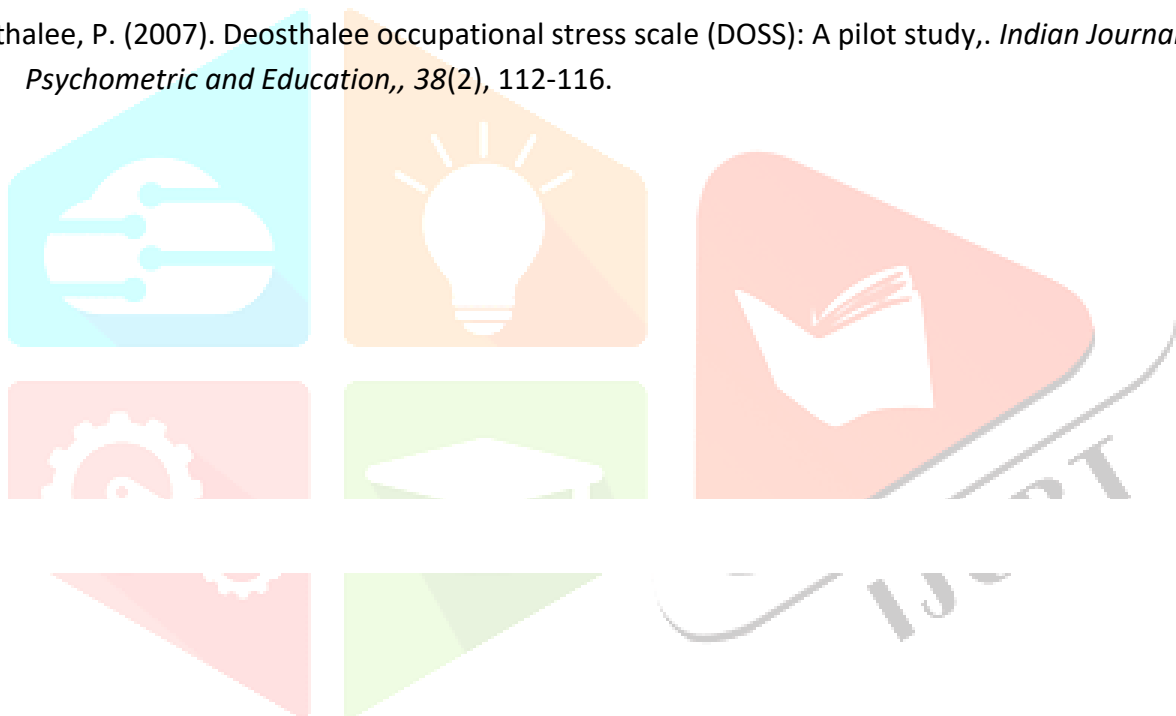 thalee, P. (2007). Deosthalee occupational stress scale (DOSS): A pilot study,. Indian Journal
Psychometric and Education,, 38(2), 112-116.